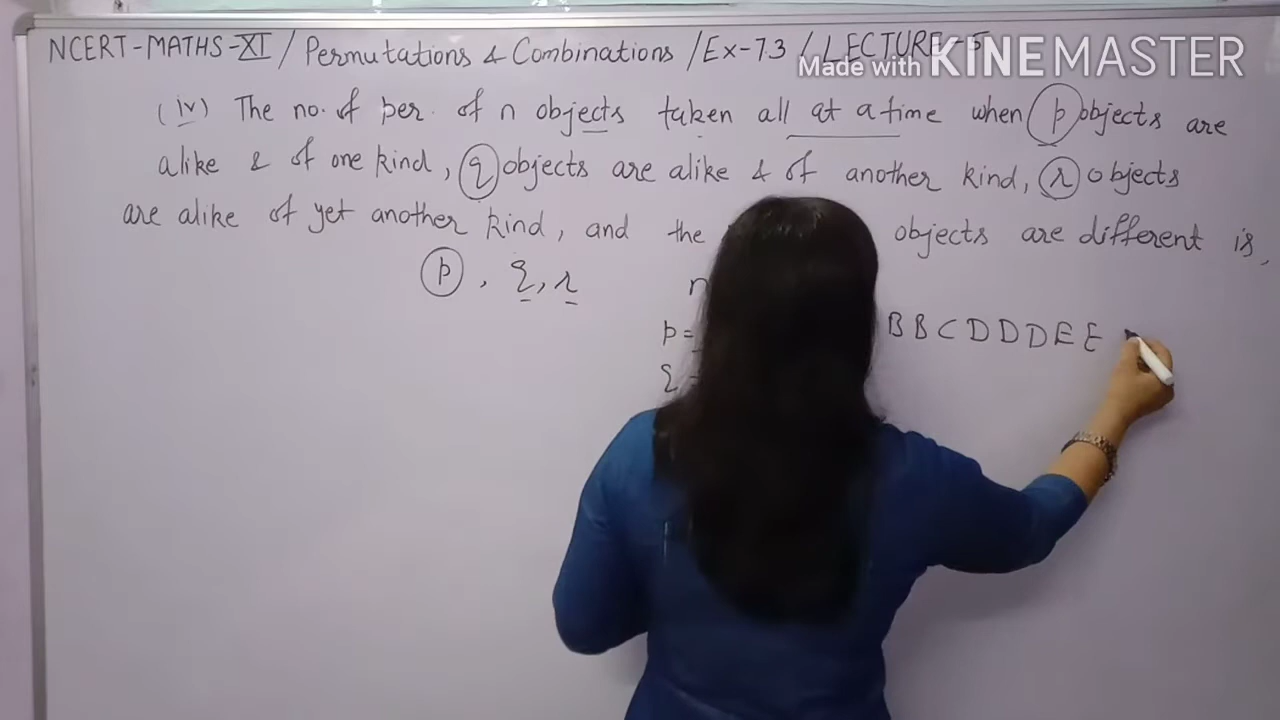 NCERT-MATHS-XI / Permutations & Combinations / Ex-7.3 / LECTURE-5
Made with KINEMASTER
(iv) The no. of per. of n objects taken all at a time when p objects are
alike & of one kind, q objects are alike & of another kind, r objects
are alike of yet another kind, and the objects are different is,
p, q, r n
p = B B C D D D E E
q =